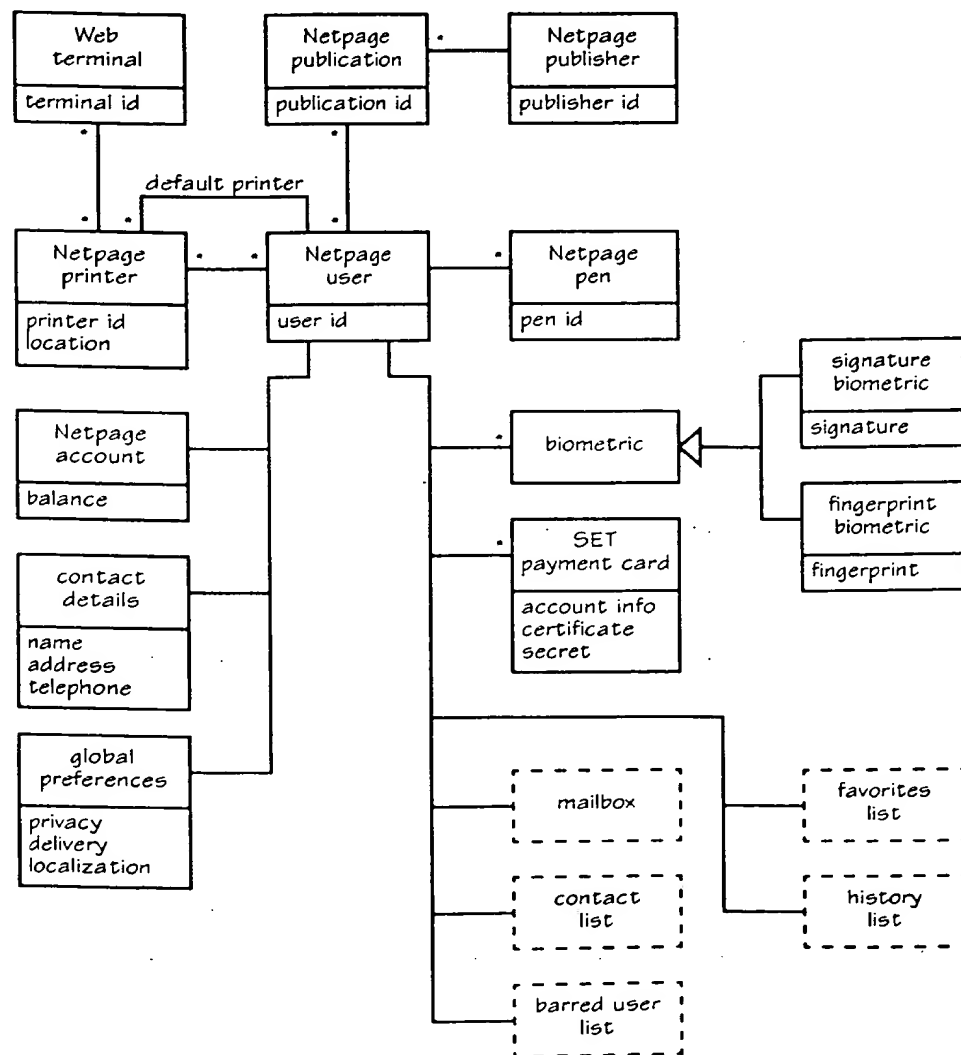 Web
terminal
terminal id
Netpage
publication
publication id
Netpage
publisher
publisher id
default printer
Netpage
printer
printer id
location
Netpage
user
user id
Netpage
pen
pen id
signature
biometric
signature
Netpage
account
balance
biometric
fingerprint
biometric
fingerprint
SET
payment card
account info
certificate
secret
contact
details
name
address
telephone
global
preferences
privacy
delivery
localization
mailbox
favorites
list
contact
list
history
list
barred user
list